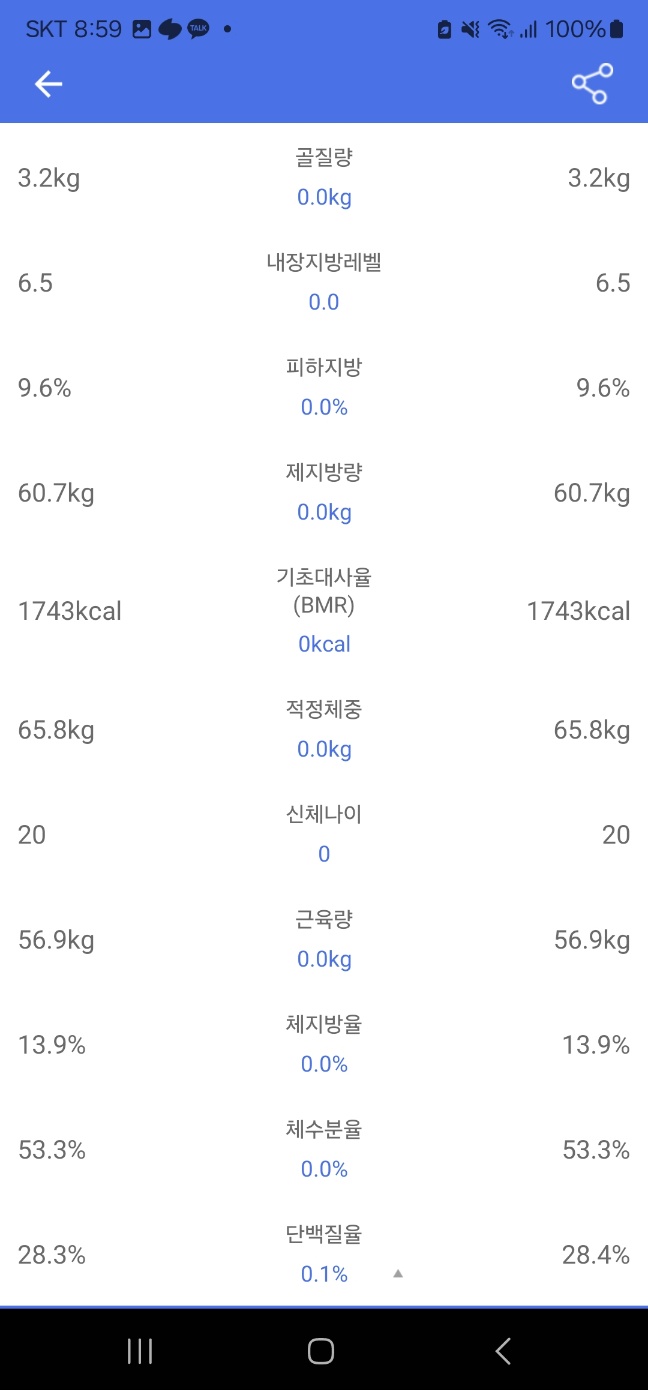 SKT 8:59 TALK 100%
골질량
3.2kg 3.2kg
0.0kg
내장지방레벨
6.5 6.5
0.0
피하지방
9.6% 9.6%
0.0%
제지방량
60.7kg 60.7kg
0.0kg
기초대사율
(BMR)
1743kcal 1743kcal
0kcal
적정체중
65.8kg 65.8kg
0.0kg
신체나이
20 20
0
근육량
56.9kg 56.9kg
0.0kg
체지방율
13.9% 13.9%
0.0%
체수분율
53.3% 53.3%
0.0%
단백질율
28.3% 28.4%
0.1% ▲